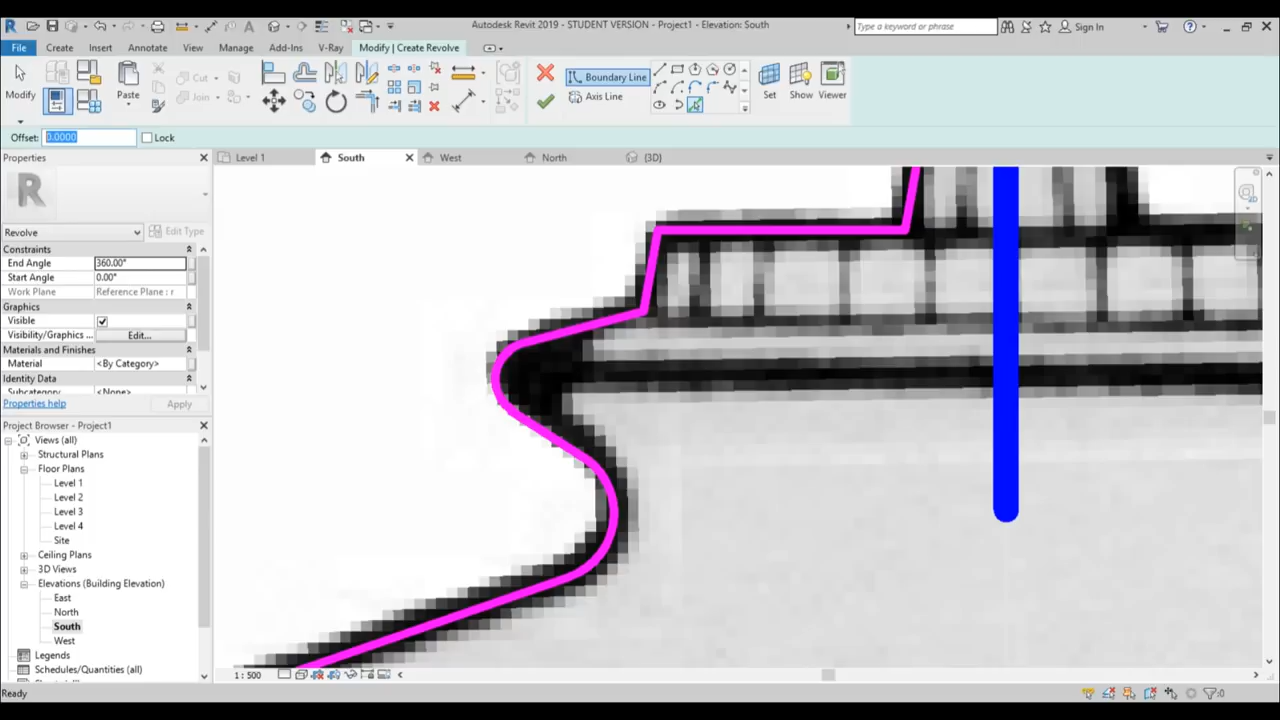 Autodesk Revit 2019 - STUDENT VERSION - Project1 - Elevation: South
Type a keyword or phrase
Sign In
File
Create
Insert
Annotate
View
Manage
Add-Ins
V-Ray
Modify | Create Revolve
Modify
Paste
Cut
Join
Boundary Line
Axis Line
Set
Show
Viewer
Offset:
0.0000
Lock
Properties
Level 1
South
West
North
{3D}
Revolve
Edit Type
Constraints
End Angle 360.00°
Start Angle 0.00°
Work Plane Reference Plane : r
Graphics
Visible
Visibility/Graphics ... Edit...
Materials and Finishes
Material <By Category>
Identity Data
Subcategory <None>
Properties help
Apply
Project Browser - Project1
Views (all)
Structural Plans
Floor Plans
Level 1
Level 2
Level 3
Level 4
Site
Ceiling Plans
3D Views
Elevations (Building Elevation)
East
North
South
West
Legends
Schedules/Quantities (all)
1 : 500
Ready
:0